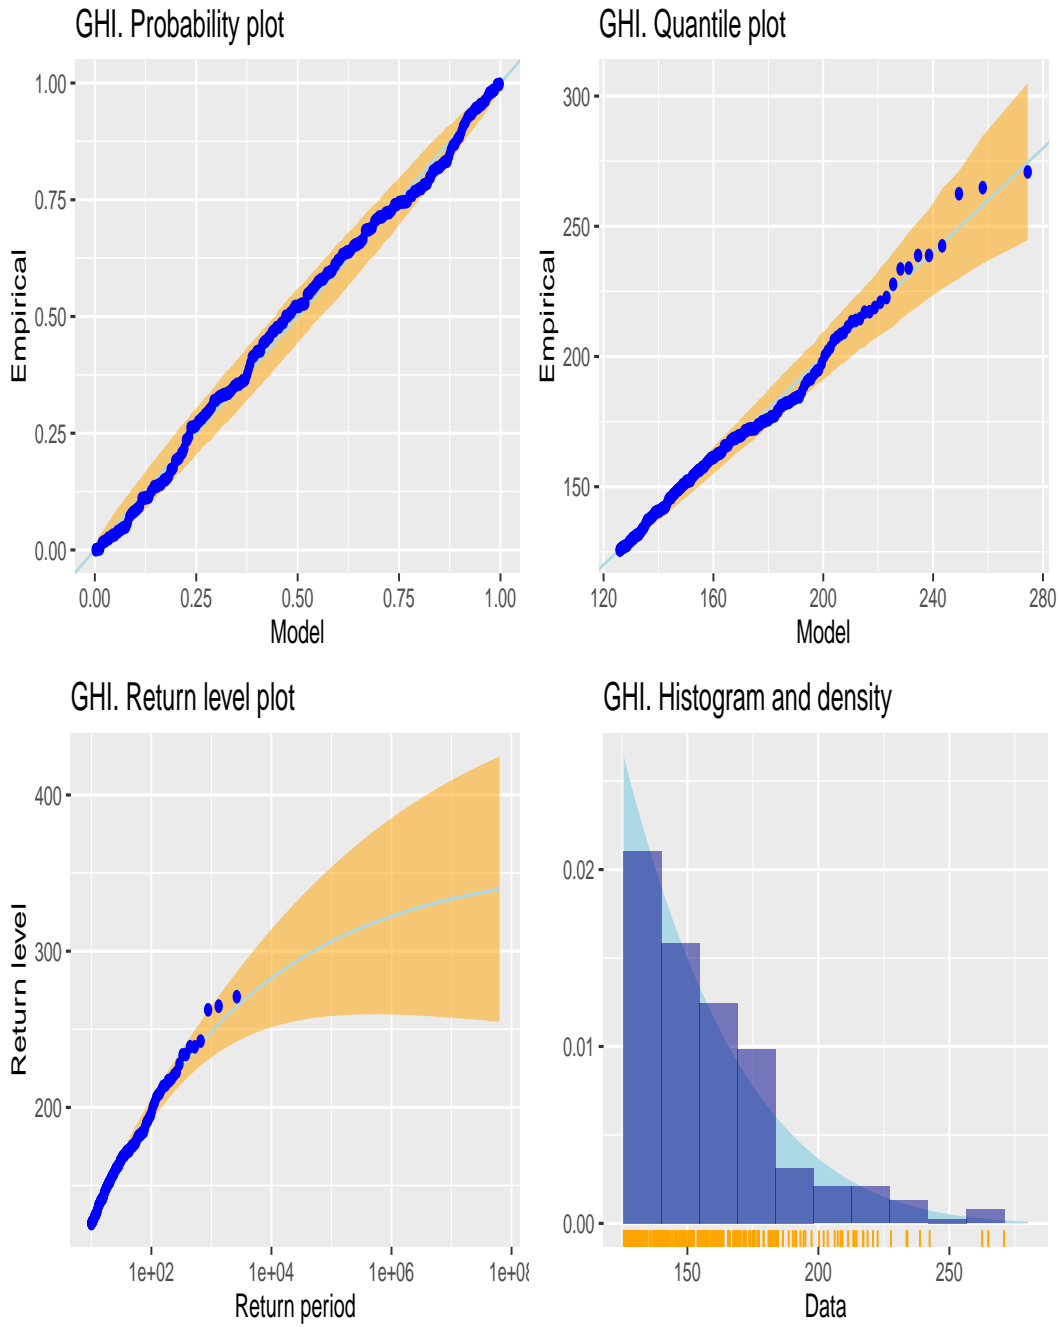 GHI. Probability plot
1.00
0.75
0.50
0.25
0.00
Empirical
0.00 0.25 0.50 0.75 1.00
Model
GHI. Quantile plot
300
250
200
150
Empirical
120 160 200 240 280
Model
GHI. Return level plot
400
300
200
Return level
1e+02 1e+04 1e+06 1e+08
Return period
GHI. Histogram and density
0.02
0.01
0.00
150 200 250
Data